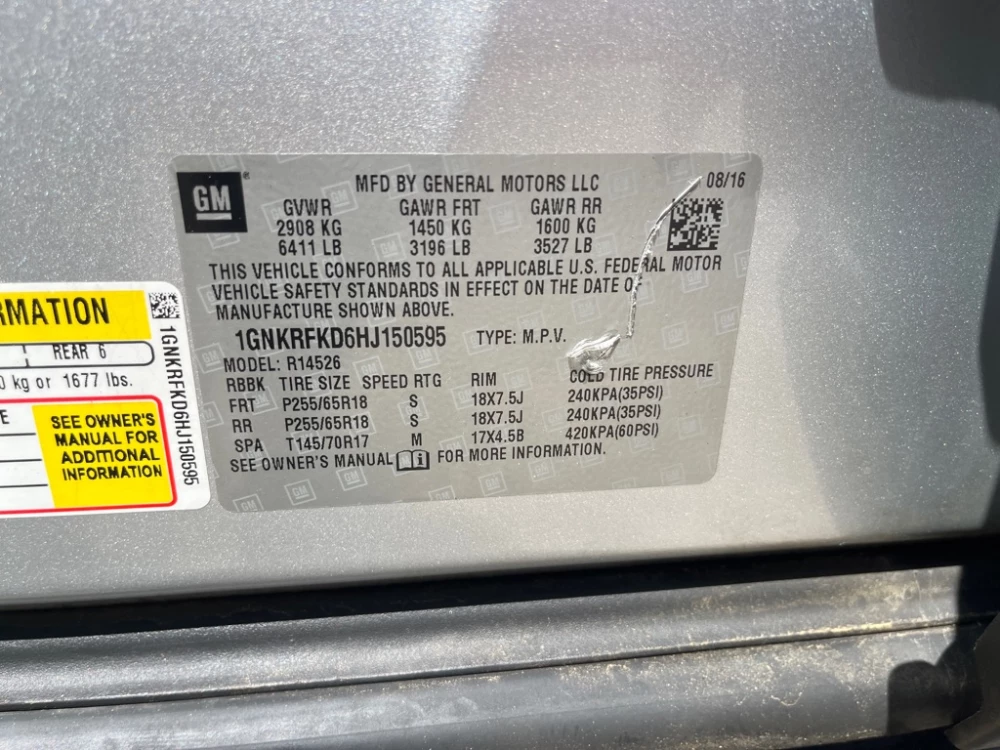 GM
MFD BY GENERAL MOTORS LLC 08/16
GVWR GAWR FRT GAWR RR
2908 KG 1450 KG 1600 KG
6411 LB 3196 LB 3527 LB
THIS VEHICLE CONFORMS TO ALL APPLICABLE U.S. FEDERAL MOTOR
VEHICLE SAFETY STANDARDS IN EFFECT ON THE DATE OF
MANUFACTURE SHOWN ABOVE.
1GNKRFKD6HJ150595 TYPE: M.P.V.
MODEL: R14526
RBBK TIRE SIZE SPEED RTG RIM COLD TIRE PRESSURE
FRT P255/65R18 S 18X7.5J 240KPA(35PSI)
RR P255/65R18 S 18X7.5J 240KPA(35PSI)
SPA T145/70R17 M 17X4.5B 420KPA(60PSI)
SEE OWNER'S MANUAL FOR MORE INFORMATION.
RMATION
REAR 6
0 kg or 1677 lbs.
E
SEE OWNER'S
MANUAL FOR
ADDITIONAL
INFORMATION
1GNKRFKD6HJ150595